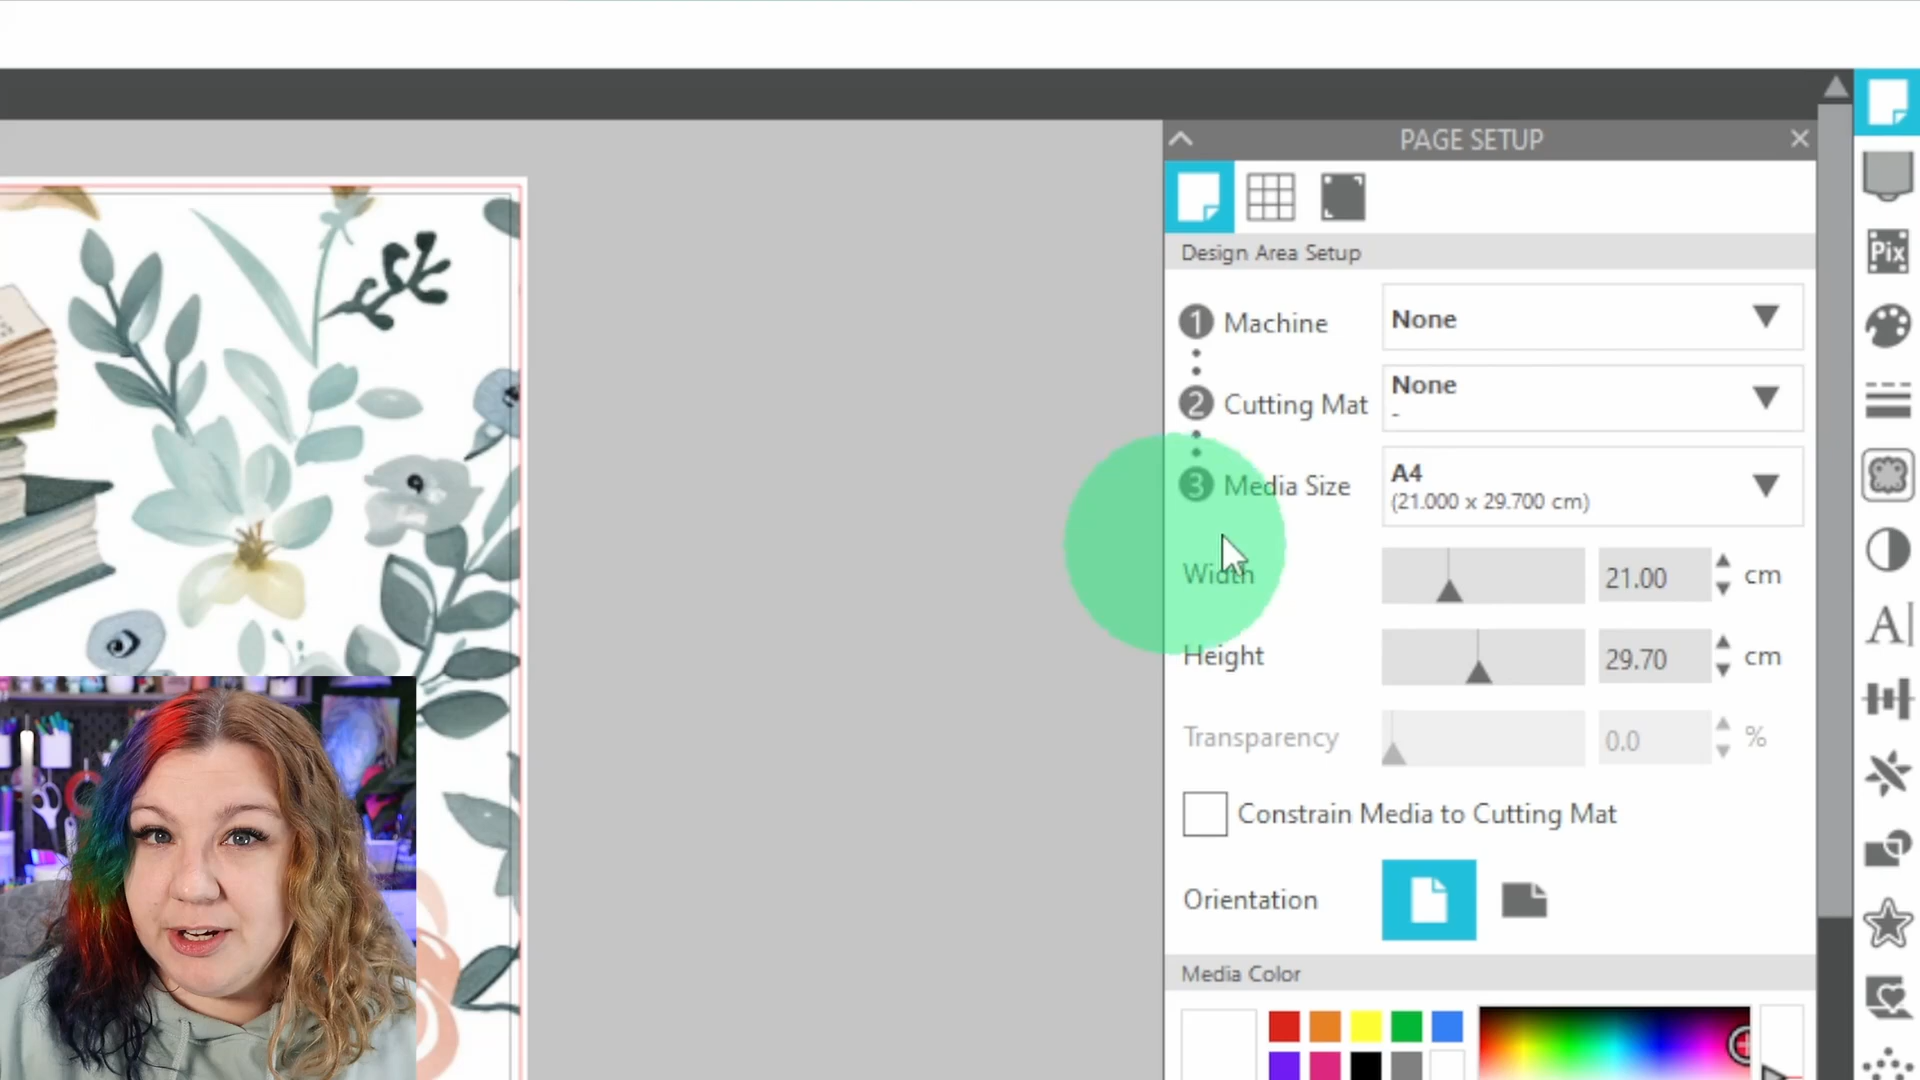 PAGE SETUP
Pix
Design Area Setup
1 Machine None
2 Cutting Mat None
-
3 Media Size A4
(21.000 x 29.700 cm)
Width 21.00 cm
A
Height 29.70 cm
Transparency 0.0 %
Constrain Media to Cutting Mat
Orientation
Media Color